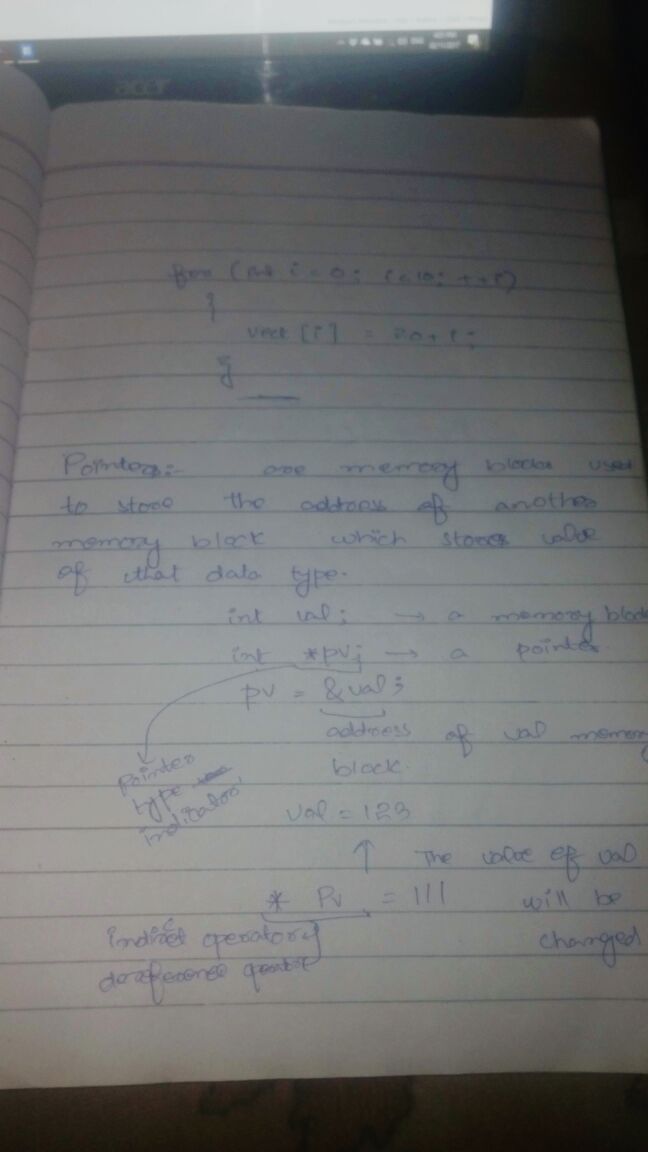 acer
for (int i = 0; i<10; ++i)
{
vect [i] = 20+i;
}
Pointers:- are memory blocks used
to store the address of another
memory block which stores value
of that data type.
int val; → a memory block
int *pv; → a pointer.
pv = &val;
address of val memory
block.
Pointer
type
indicator
val = 123
↑ The value of val
* Pv = 111 will be
indirect operator
changed
dereference